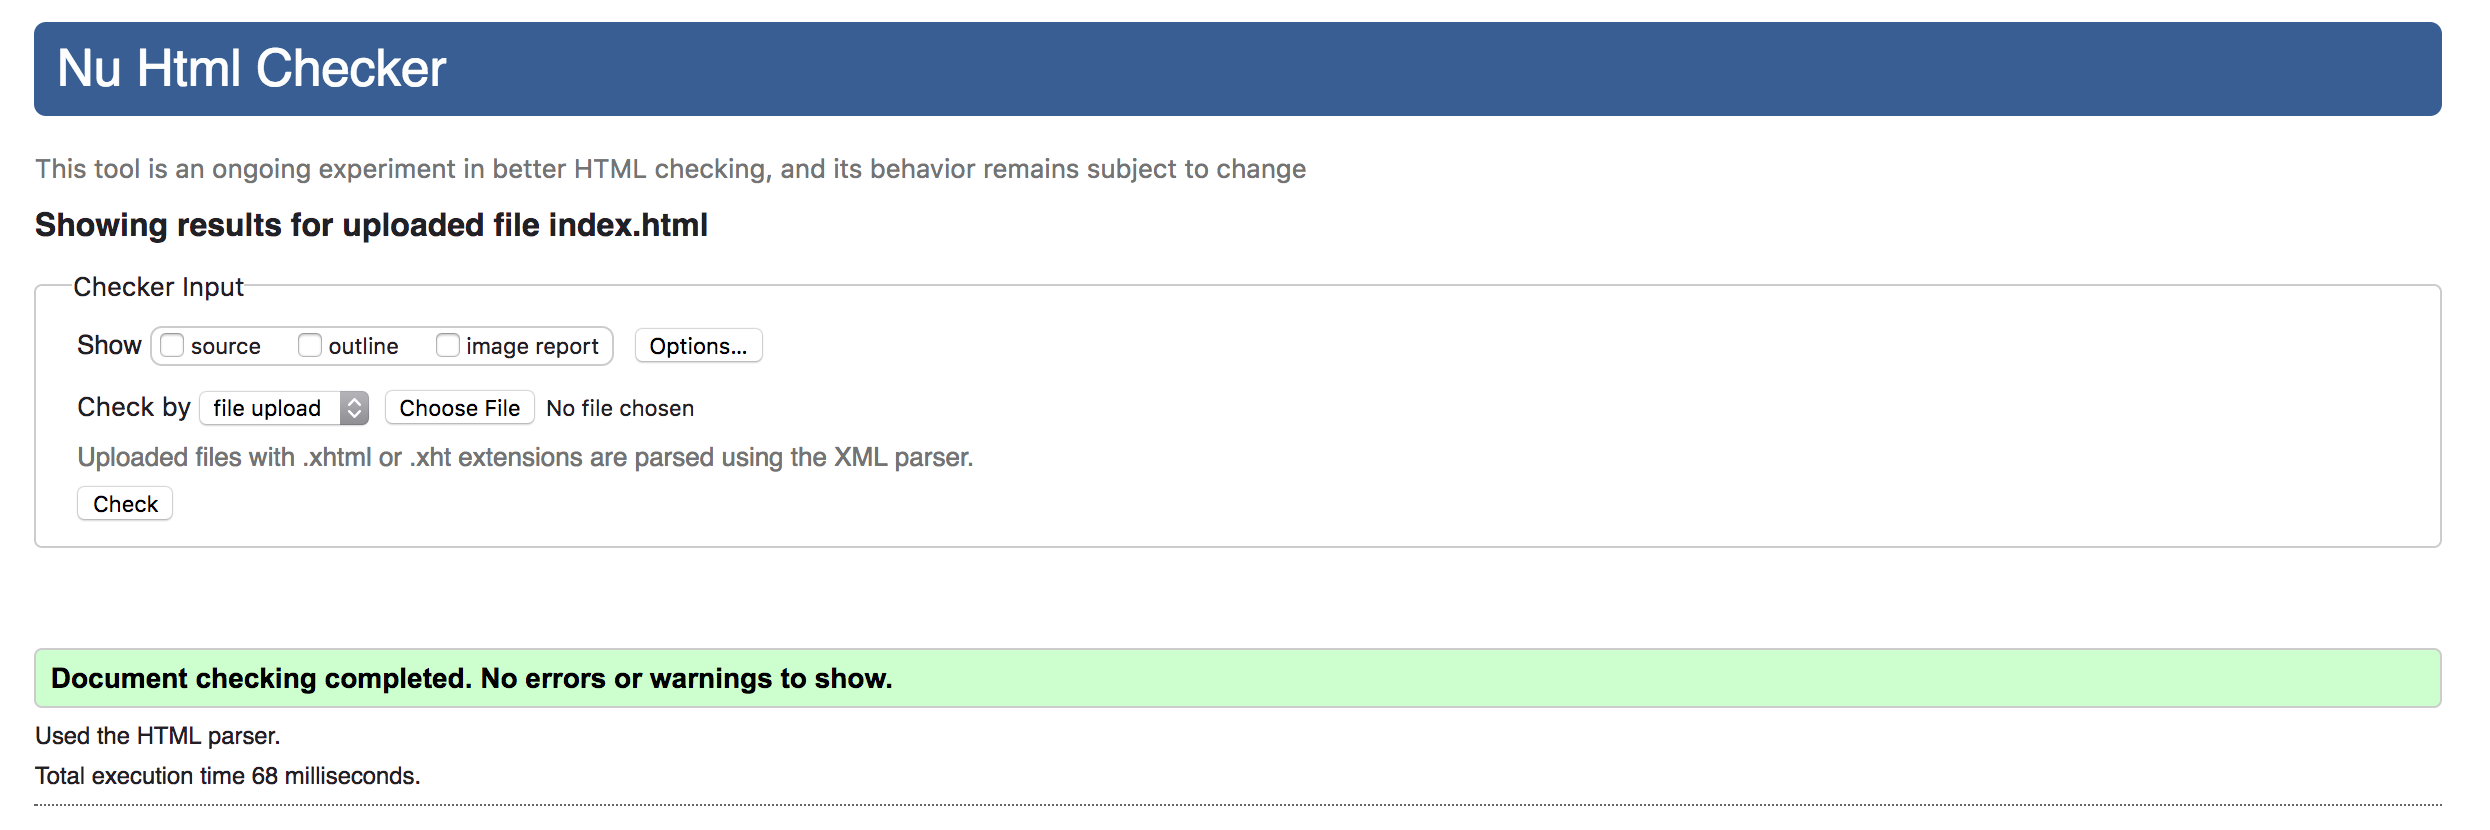 Nu Html Checker
This tool is an ongoing experiment in better HTML checking, and its behavior remains subject to change
Showing results for uploaded file index.html
Checker Input
Show source outline image report Options...
Check by file upload Choose File No file chosen
Uploaded files with .xhtml or .xht extensions are parsed using the XML parser.
Check
Document checking completed. No errors or warnings to show.
Used the HTML parser.
Total execution time 68 milliseconds.